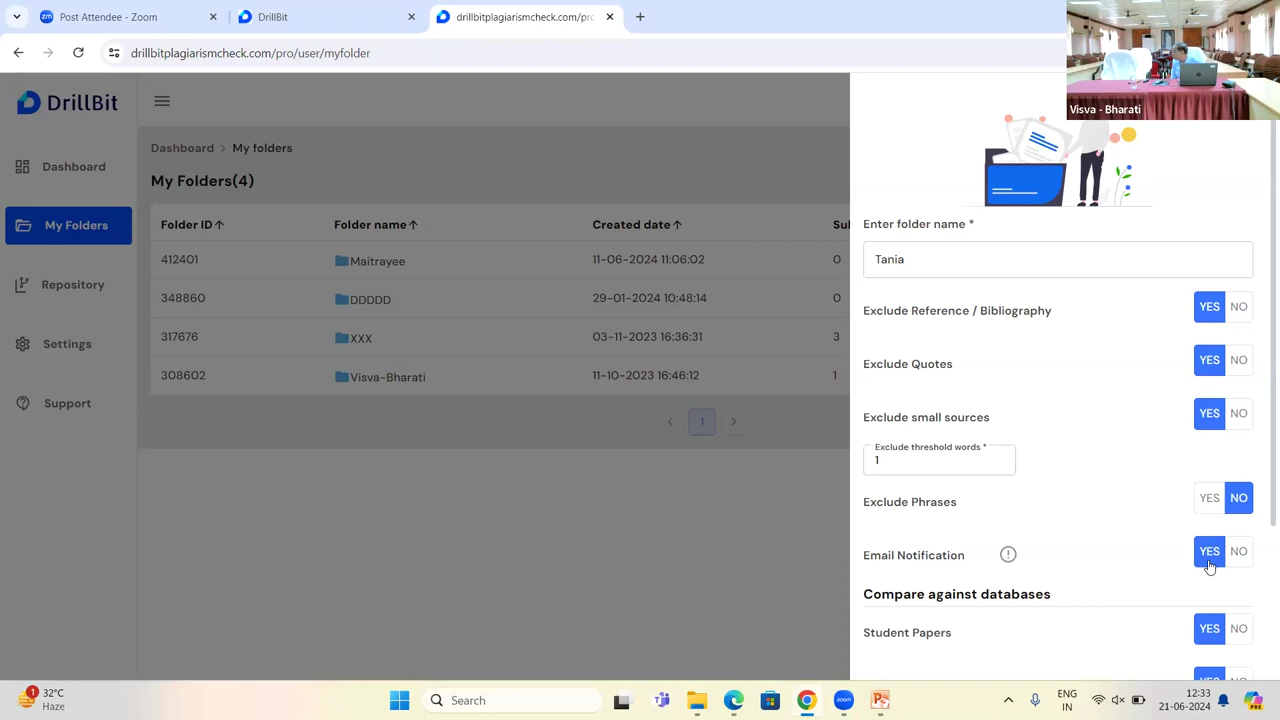 Post Attendee - Zoom
DrillBit
drillbitplagiarismcheck.com/pro
drillbitplagiarismcheck.com/pro/user/myfolder
Visva - Bharati
DrillBit
Dashboard
My Folders
Repository
Settings
Support
Dashboard > My folders
My Folders(4)
Folder ID↑ Folder name↑ Created date↑ Su
412401 Maitrayee 11-06-2024 11:06:02 0
348860 DDDDD 29-01-2024 10:48:14 0
317676 XXX 03-11-2023 16:36:31 3
308602 Visva-Bharati 11-10-2023 16:46:12 1
1
Enter folder name *
Tania
Exclude Reference / Bibliography YES NO
Exclude Quotes YES NO
Exclude small sources YES NO
Exclude threshold words *
1
Exclude Phrases YES NO
Email Notification YES NO
Compare against databases
Student Papers YES NO
YES NO
1
32°C
Haze
Search
zoom
ENG
IN
12:33
21-06-2024
PRE